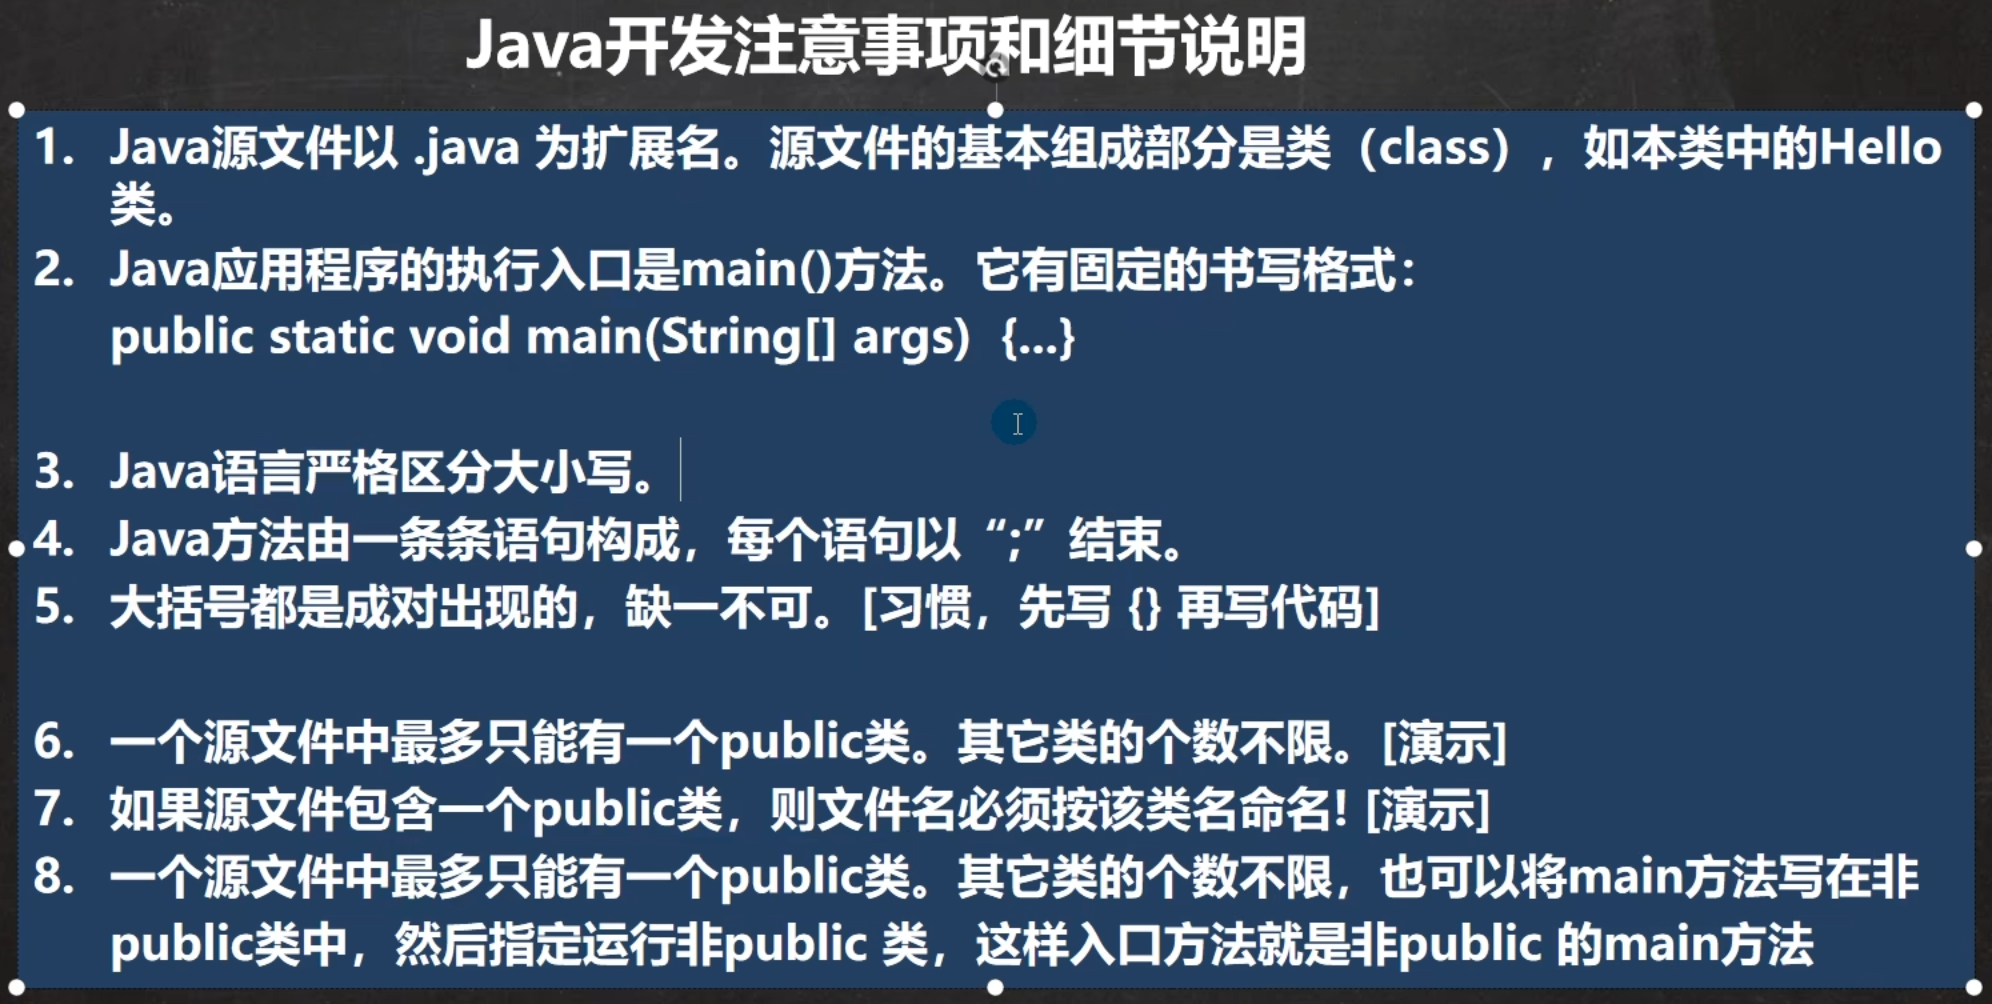 Java开发注意事项和细节说明
1. Java源文件以 .java 为扩展名。源文件的基本组成部分是类（class），如本类中的Hello
类。
2. Java应用程序的执行入口是main()方法。它有固定的书写格式：
public static void main(String[] args) {...}
3. Java语言严格区分大小写。
4. Java方法由一条条语句构成，每个语句以“;”结束。
5. 大括号都是成对出现的，缺一不可。[习惯，先写 {} 再写代码]
6. 一个源文件中最多只能有一个public类。其它类的个数不限。[演示]
7. 如果源文件包含一个public类，则文件名必须按该类名命名! [演示]
8. 一个源文件中最多只能有一个public类。其它类的个数不限，也可以将main方法写在非
public类中，然后指定运行非public 类，这样入口方法就是非public 的main方法